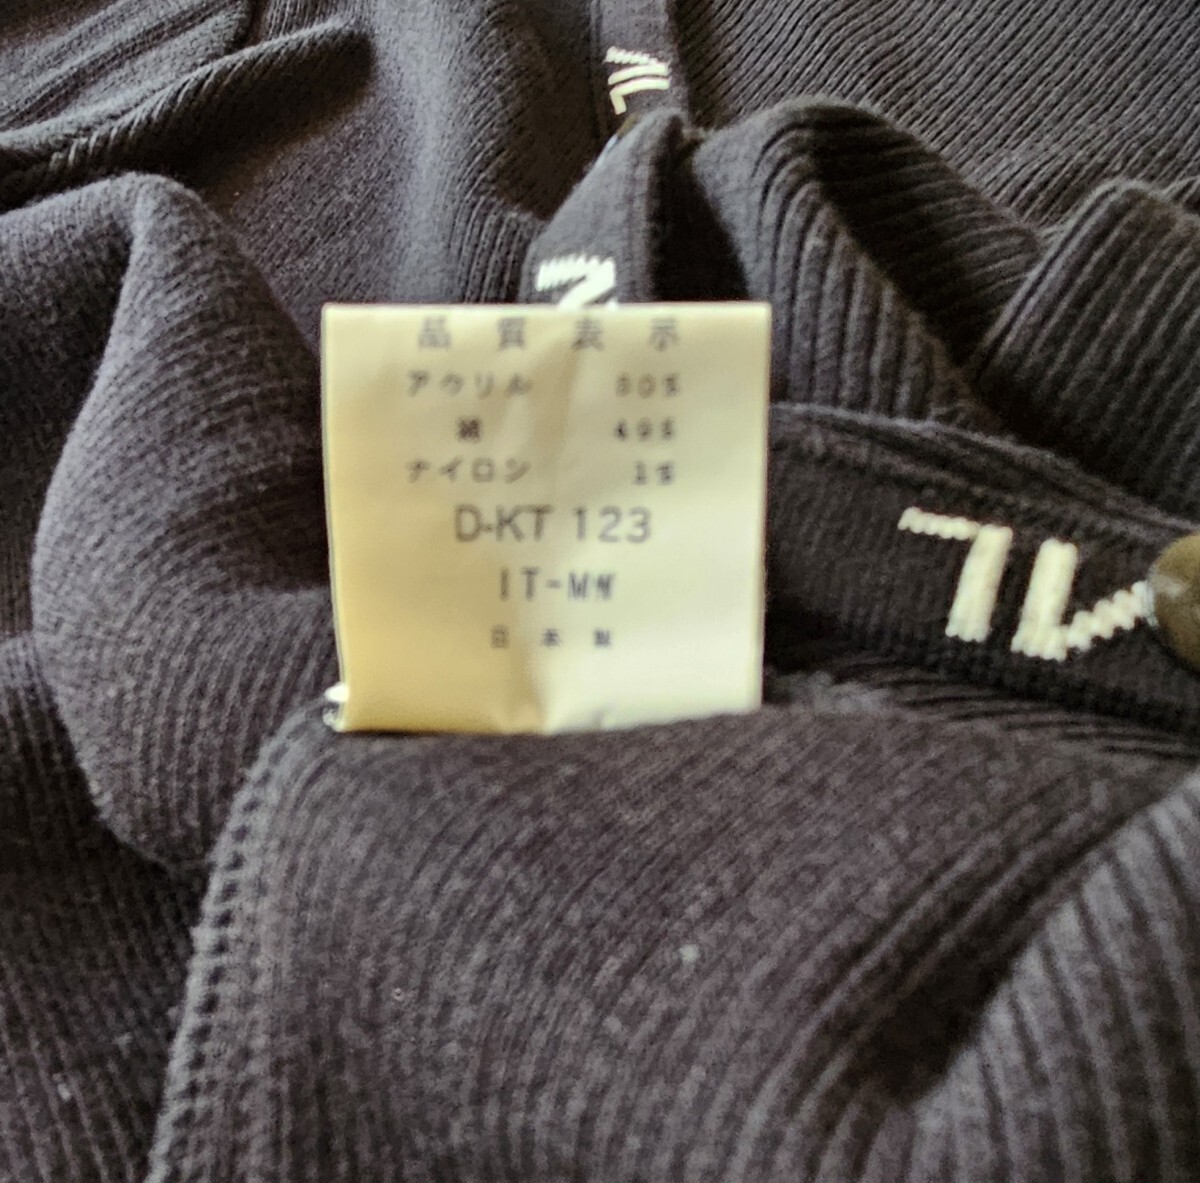 品質表示
アクリル 50%
綿 49%
ナイロン 1%
D-KT 123
IT-MW
日本製